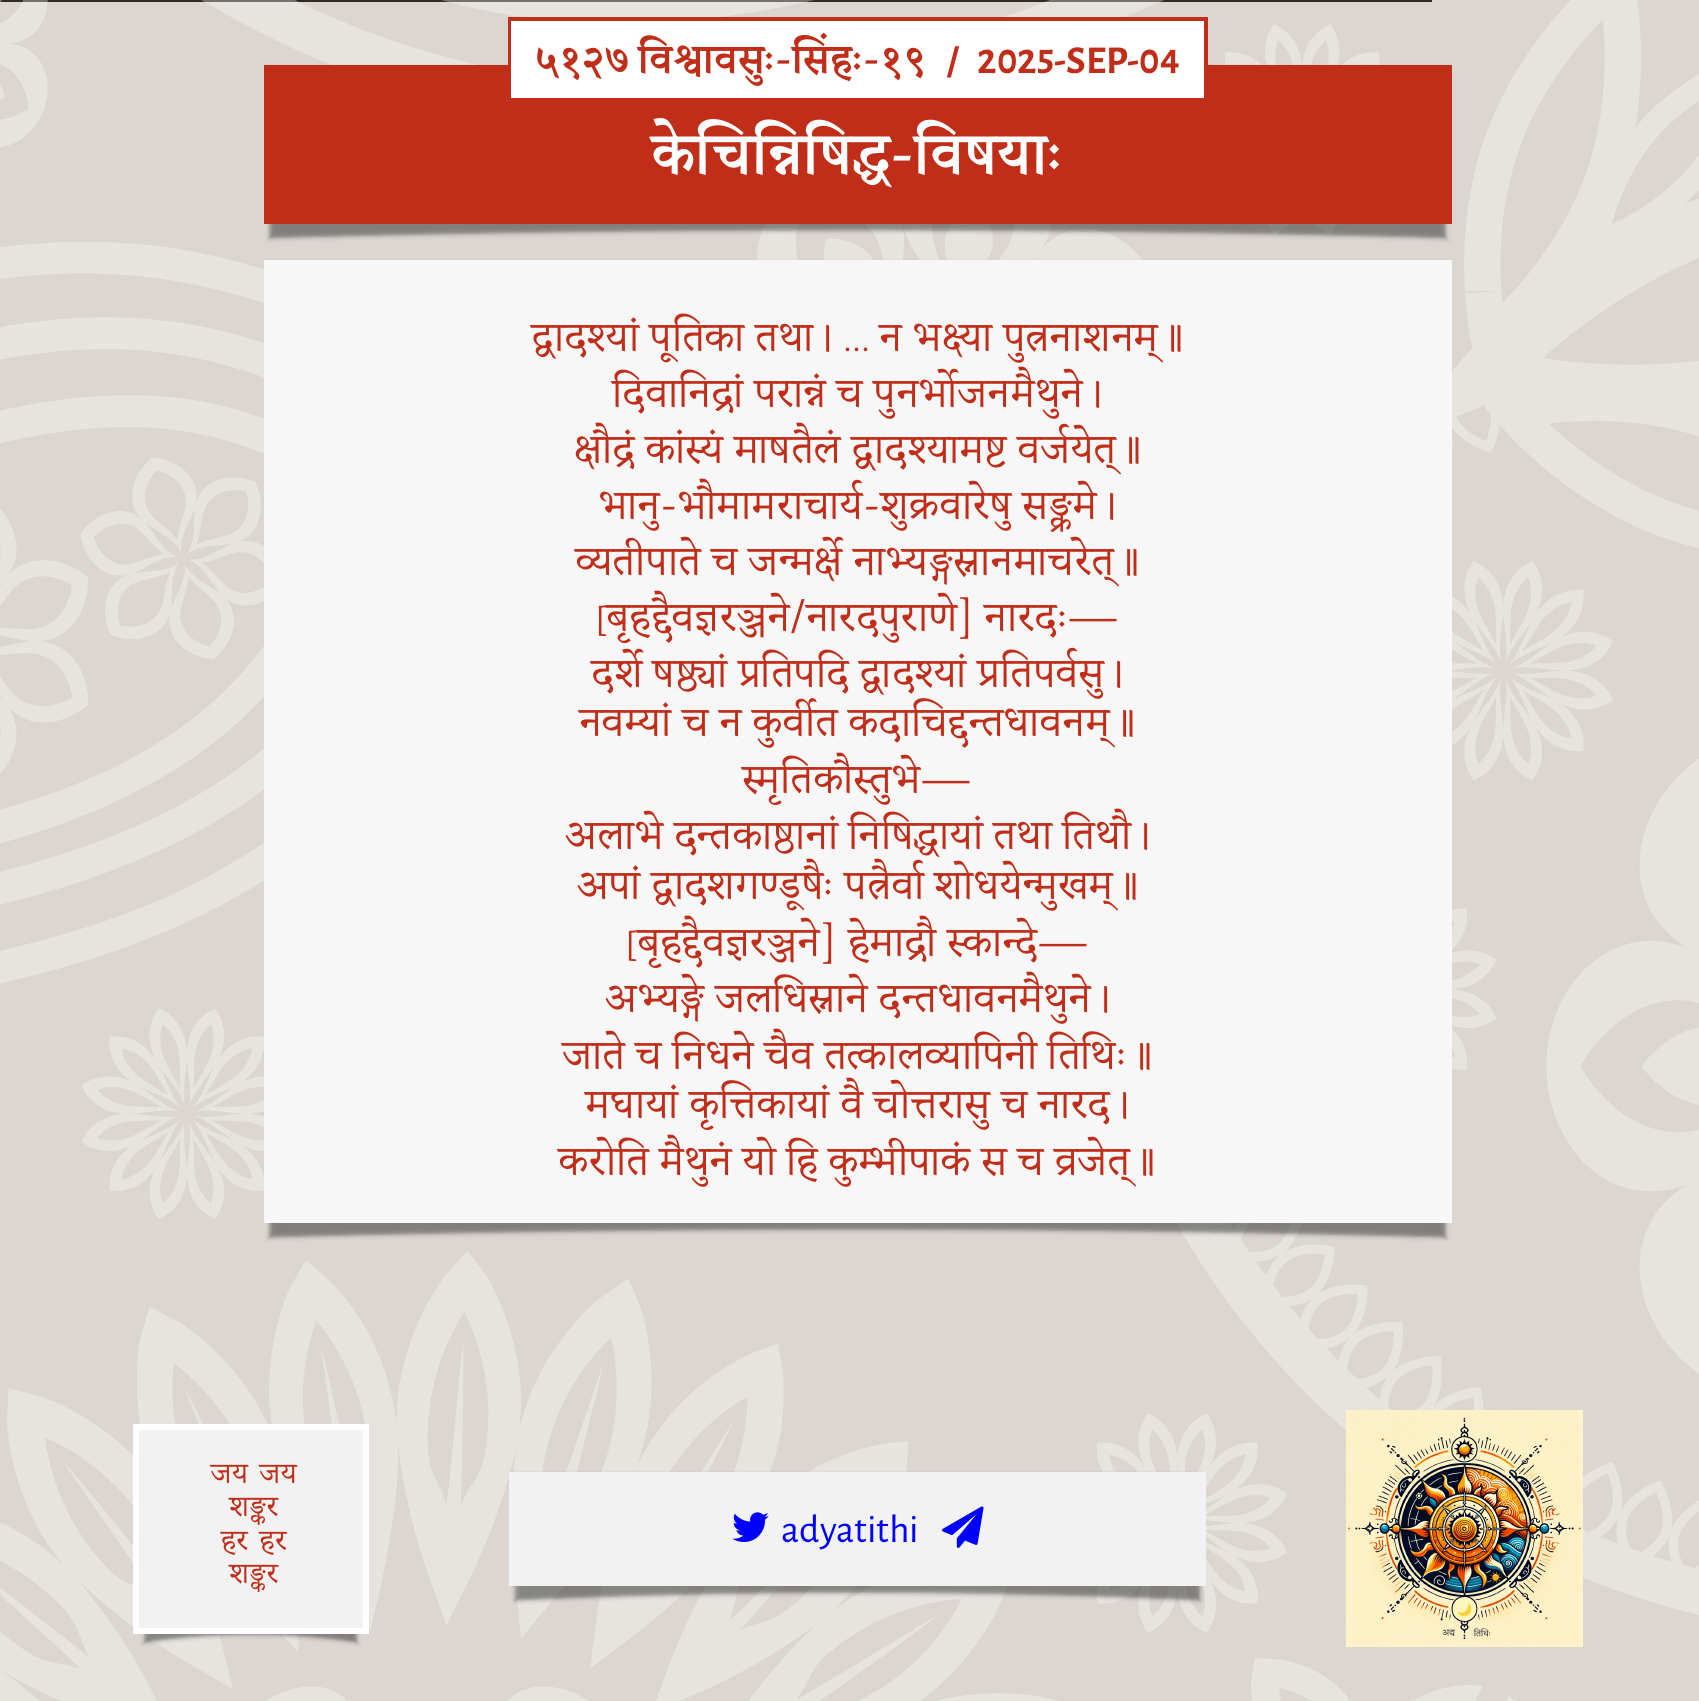 ५१२७ विश्वावसुः-सिंहः-१९ / 2025-SEP-04
केचिन्निषिद्ध-विषयाः
द्वादश्यां पूतिका तथा। ... न भक्ष्या पुत्रनाशनम्॥
दिवानिद्रां परान्नं च पुनर्भोजनमैथुने।
क्षौद्रं कांस्यं माषतैलं द्वादश्यामष्ट वर्जयेत्॥
भानु-भौमामराचार्य-शुक्रवारेषु सङ्क्रमे।
व्यतीपाते च जन्मर्क्षे नाभ्यङ्गस्नानमाचरेत्॥
[बृहद्दैवज्ञरञ्जने/नारदपुराणे] नारदः—
दर्शे षष्ठ्यां प्रतिपदि द्वादश्यां प्रतिपर्वसु।
नवम्यां च न कुर्वीत कदाचिद्दन्तधावनम्॥
स्मृतिकौस्तुभे—
अलाभे दन्तकाष्ठानां निषिद्धायां तथा तिथौ।
अपां द्वादशगण्डूषैः पत्रैर्वा शोधयेन्मुखम्॥
[बृहद्दैवज्ञरञ्जने] हेमाद्रौ स्कान्दे—
अभ्यङ्गे जलधिस्नाने दन्तधावनमैथुने।
जाते च निधने चैव तत्कालव्यापिनी तिथिः॥
मघायां कृत्तिकायां वै चोत्तरासु च नारद।
करोति मैथुनं यो हि कुम्भीपाकं स च व्रजेत्॥
जय जय
शङ्कर
हर हर
शङ्कर
adyatithi
अद्य तिथिः